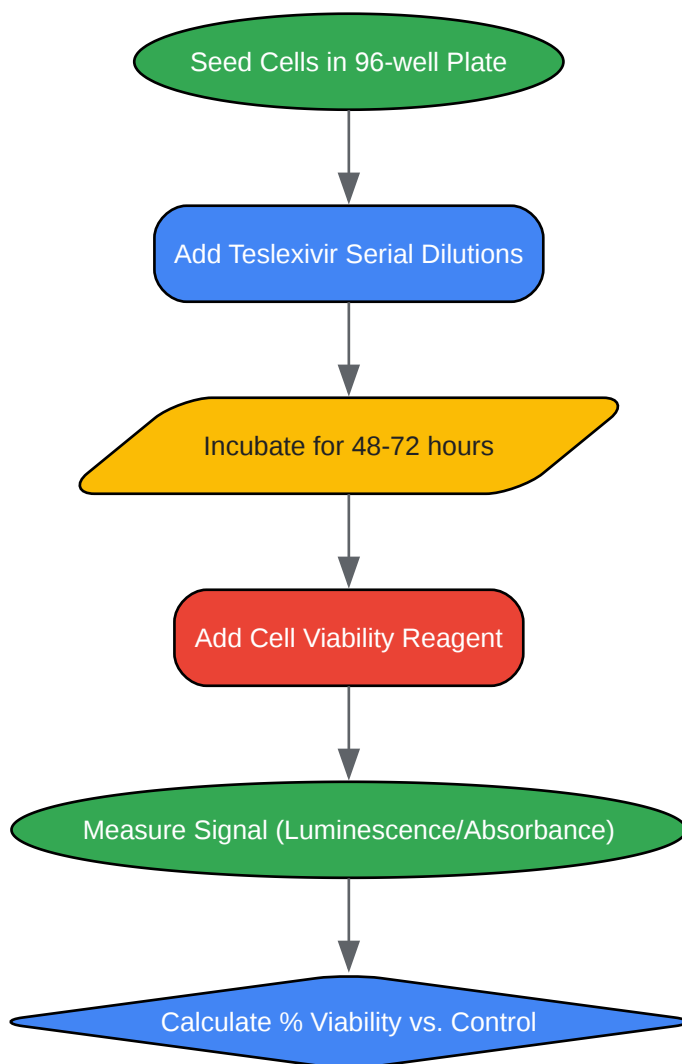 Seed Cells in 96-well Plate
Add Teslexivir Serial Dilutions
Incubate for 48-72 hours
Add Cell Viability Reagent
Measure Signal (Luminescence/Absorbance)
Calculate % Viability vs. Control